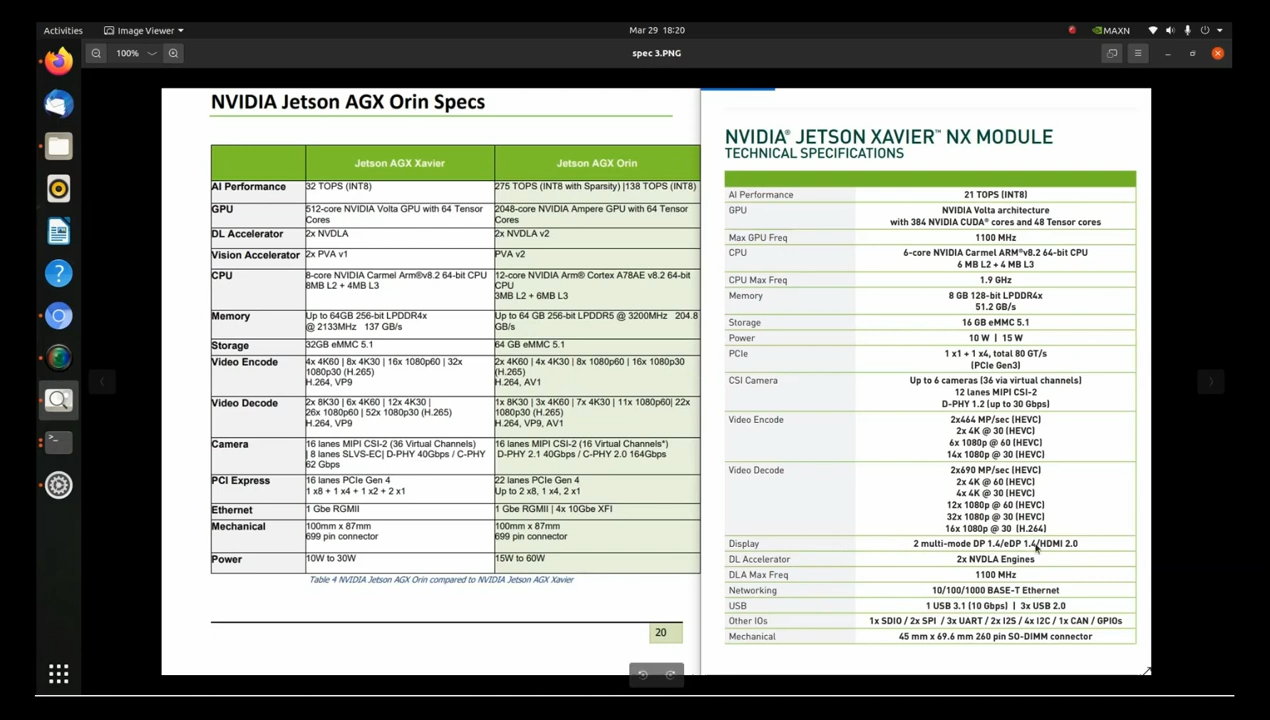 Activities
Image Viewer
Mar 29 18:20
MAXN
100%
spec 3.PNG
NVIDIA Jetson AGX Orin Specs
Jetson AGX Xavier
Jetson AGX Orin
AI Performance
32 TOPS (INT8)
275 TOPS (INT8 with Sparsity) |138 TOPS (INT8)
GPU
512-core NVIDIA Volta GPU with 64 Tensor
Cores
2048-core NVIDIA Ampere GPU with 64 Tensor
Cores
DL Accelerator
2x NVDLA
2x NVDLA v2
Vision Accelerator
2x PVA v1
PVA v2
CPU
8-core NVIDIA Carmel Arm®v8.2 64-bit CPU
8MB L2 + 4MB L3
12-core NVIDIA Arm® Cortex A78AE v8.2 64-bit
CPU
3MB L2 + 6MB L3
Memory
Up to 64GB 256-bit LPDDR4x
@ 2133MHz 137 GB/s
Up to 64 GB 256-bit LPDDR5 @ 3200MHz 204.8
GB/s
Storage
32GB eMMC 5.1
64 GB eMMC 5.1
Video Encode
4x 4K60 | 8x 4K30 | 16x 1080p60 | 32x
1080p30 (H.265)
H.264, VP9
2x 4K60 | 4x 4K30 | 8x 1080p60 | 16x 1080p30
(H.265)
H.264, AV1
Video Decode
2x 8K30 | 6x 4K60 | 12x 4K30 |
26x 1080p60 | 52x 1080p30 (H.265)
H.264, VP9
1x 8K30 | 3x 4K60 | 7x 4K30 | 11x 1080p60| 22x
1080p30 (H.265)
H.264, VP9, AV1
Camera
16 lanes MIPI CSI-2 (36 Virtual Channels)
| 8 lanes SLVS-EC| D-PHY 40Gbps / C-PHY
62 Gbps
16 lanes MIPI CSI-2 (16 Virtual Channels*)
D-PHY 2.1 40Gbps / C-PHY 2.0 164Gbps
PCI Express
16 lanes PCIe Gen 4
1 x8 + 1 x4 + 1 x2 + 2 x1
22 lanes PCIe Gen 4
Up to 2 x8, 1 x4, 2 x1
Ethernet
1 Gbe RGMII
1 Gbe RGMII | 4x 10Gbe XFI
Mechanical
100mm x 87mm
699 pin connector
100mm x 87mm
699 pin connector
Power
10W to 30W
15W to 60W
Table 4 NVIDIA Jetson AGX Orin compared to NVIDIA Jetson AGX Xavier
20
NVIDIA® JETSON XAVIER™ NX MODULE
TECHNICAL SPECIFICATIONS
AI Performance
21 TOPS (INT8)
GPU
NVIDIA Volta architecture
with 384 NVIDIA CUDA® cores and 48 Tensor cores
Max GPU Freq
1100 MHz
CPU
6-core NVIDIA Carmel ARM®v8.2 64-bit CPU
6 MB L2 + 4 MB L3
CPU Max Freq
1.9 GHz
Memory
8 GB 128-bit LPDDR4x
51.2 GB/s
Storage
16 GB eMMC 5.1
Power
10 W | 15 W
PCIe
1 x1 + 1 x4, total 80 GT/s
(PCIe Gen3)
CSI Camera
Up to 6 cameras (36 via virtual channels)
12 lanes MIPI CSI-2
D-PHY 1.2 (up to 30 Gbps)
Video Encode
2x464 MP/sec (HEVC)
2x 4K @ 30 (HEVC)
6x 1080p @ 60 (HEVC)
14x 1080p @ 30 (HEVC)
Video Decode
2x690 MP/sec (HEVC)
2x 4K @ 60 (HEVC)
4x 4K @ 30 (HEVC)
12x 1080p @ 60 (HEVC)
32x 1080p @ 30 (HEVC)
16x 1080p @ 30 (H.264)
Display
2 multi-mode DP 1.4/eDP 1.4/HDMI 2.0
DL Accelerator
2x NVDLA Engines
DLA Max Freq
1100 MHz
Networking
10/100/1000 BASE-T Ethernet
USB
1 USB 3.1 (10 Gbps) | 3x USB 2.0
Other IOs
1x SDIO / 2x SPI / 3x UART / 2x I2S / 4x I2C / 1x CAN / GPIOs
Mechanical
45 mm x 69.6 mm 260 pin SO-DIMM connector